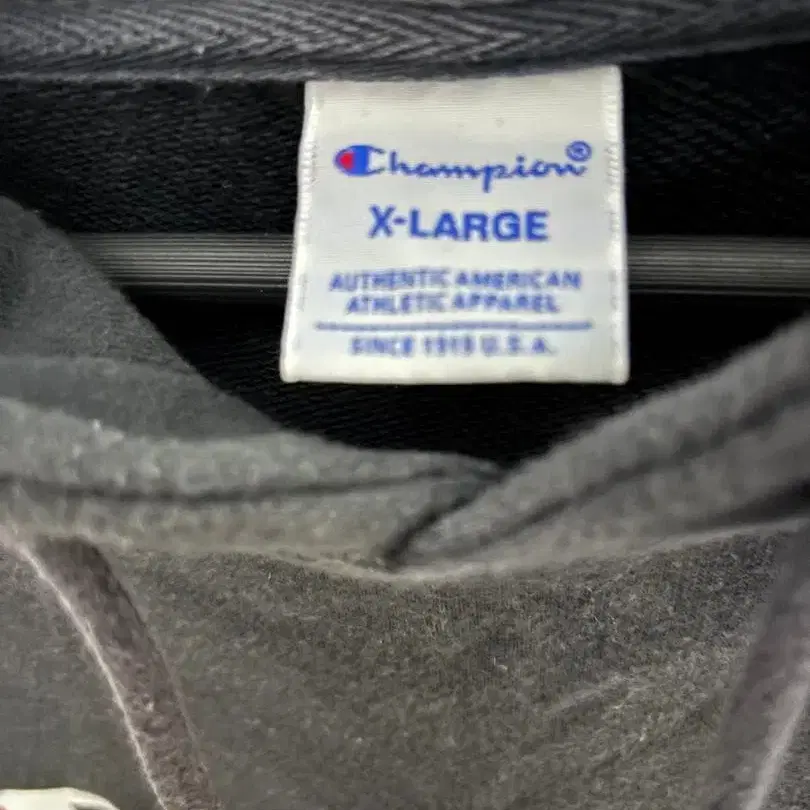 Champion®
X-LARGE
AUTHENTIC AMERICAN
ATHLETIC APPAREL
SINCE 1919 U.S.A.